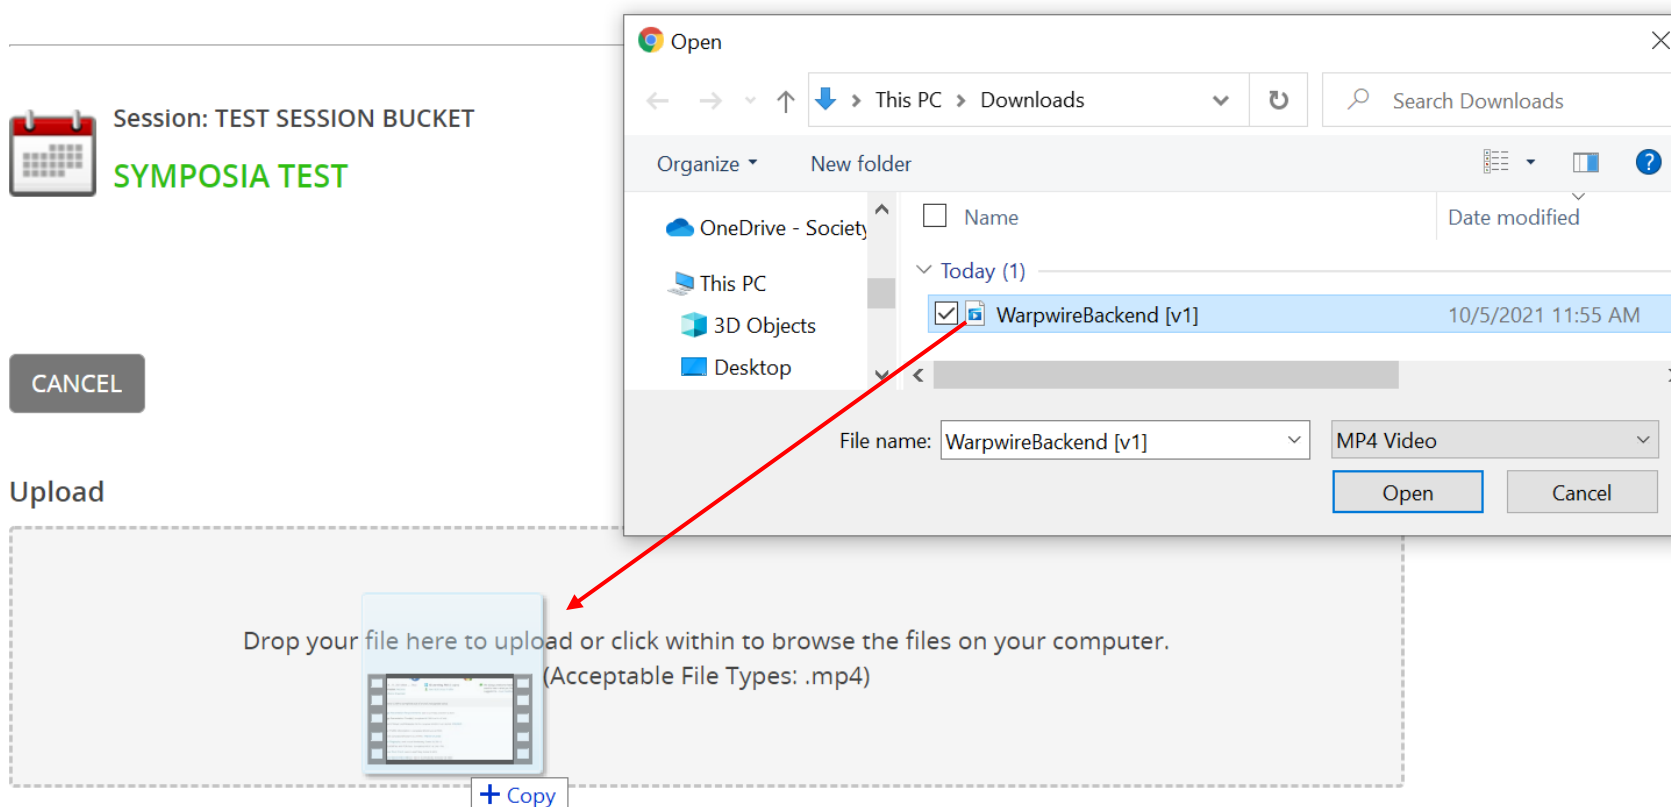 Session: TEST SESSION BUCKET
SYMPOSIA TEST
CANCEL
Upload
Drop your file here to upload or click within to browse the files on your computer.
(Acceptable File Types: .mp4)
Copy
Open
This PC
Downloads
Search Downloads
Organize
New folder
?
OneDrive - Society
This PC
3D Objects
Desktop
Name
Date modified
Today (1)
WarpwireBackend [v1]
10/5/2021 11:55 AM
File name:
WarpwireBackend [v1]
MP4 Video
Open
Cancel